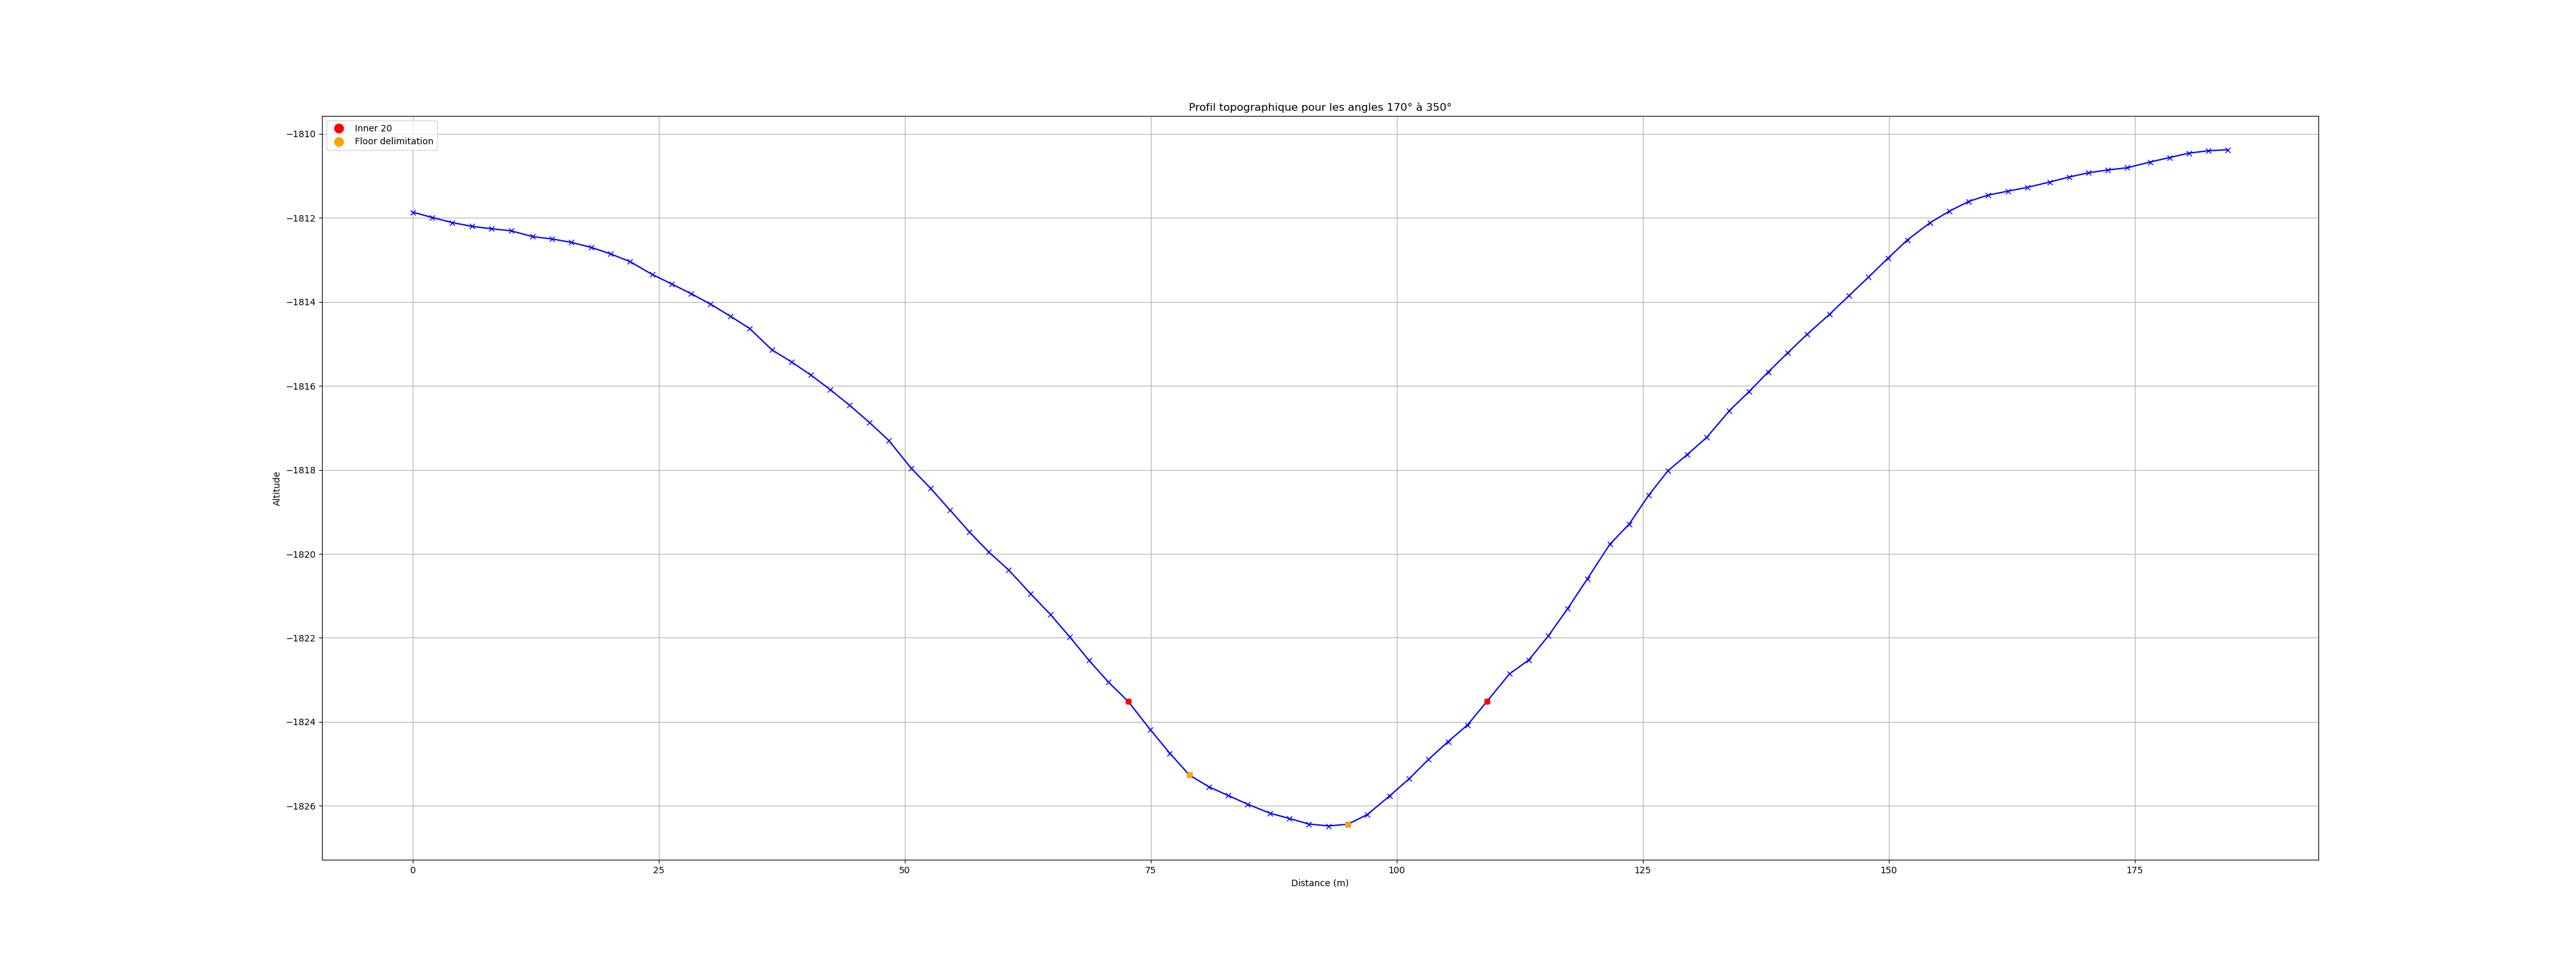 Profil topographique pour les angles 170° à 350°
Inner 20
Floor delimitation
−1810
−1812
−1814
−1816
−1818
−1820
−1822
−1824
−1826
Altitude
0 25 50 75 100 125 150 175
Distance (m)